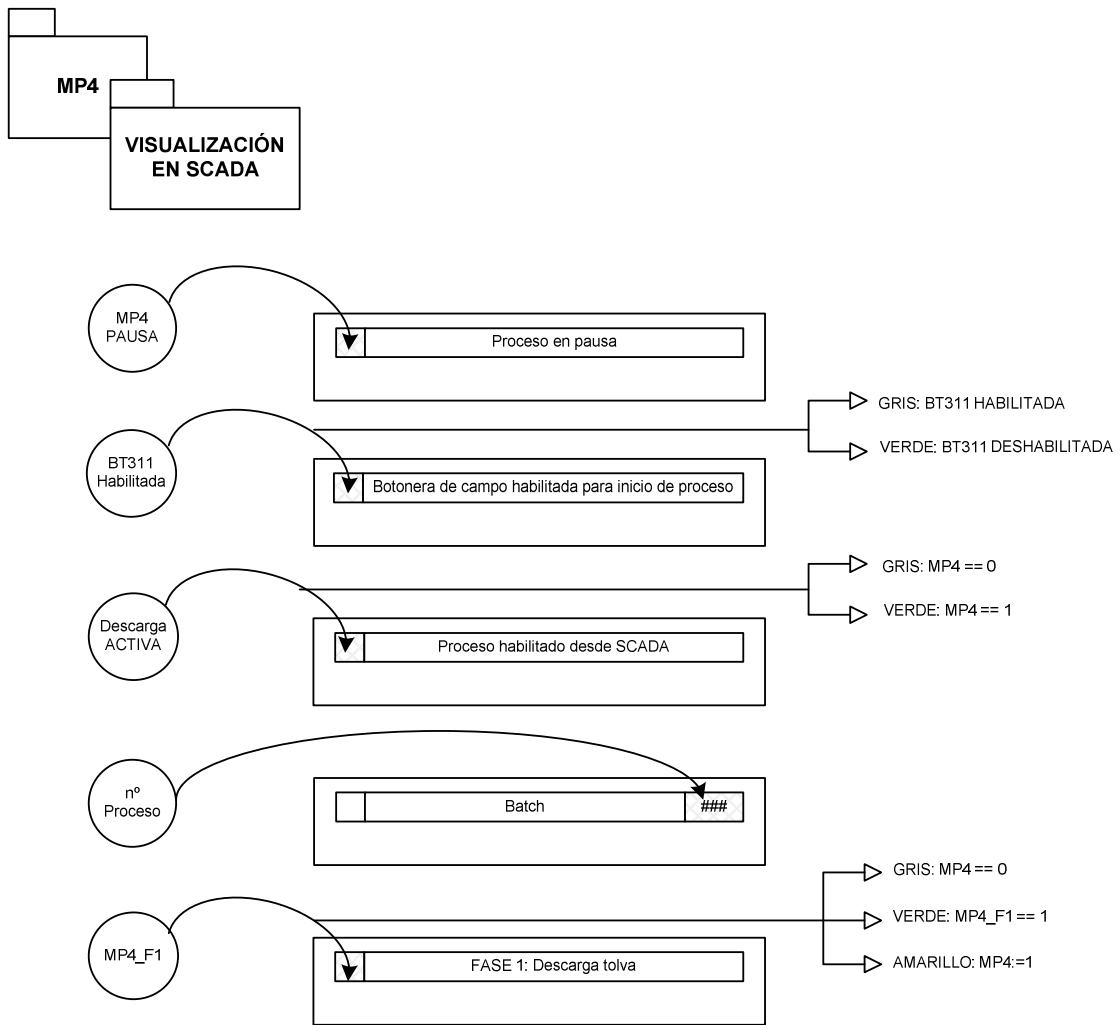 MP4
VISUALIZACIÓN
EN SCADA
MP4
PAUSA
Proceso en pausa
GRIS: BT311 HABILITADA
VERDE: BT311 DESHABILITADA
BT311
Habilitada
Botonera de campo habilitada para inicio de proceso
GRIS: MP4 == 0
VERDE: MP4 == 1
Descarga
ACTIVA
Proceso habilitado desde SCADA
nº
Proceso
Batch
###
GRIS: MP4 == 0
VERDE: MP4_F1 == 1
AMARILLO: MP4:=1
MP4_F1
FASE 1: Descarga tolva